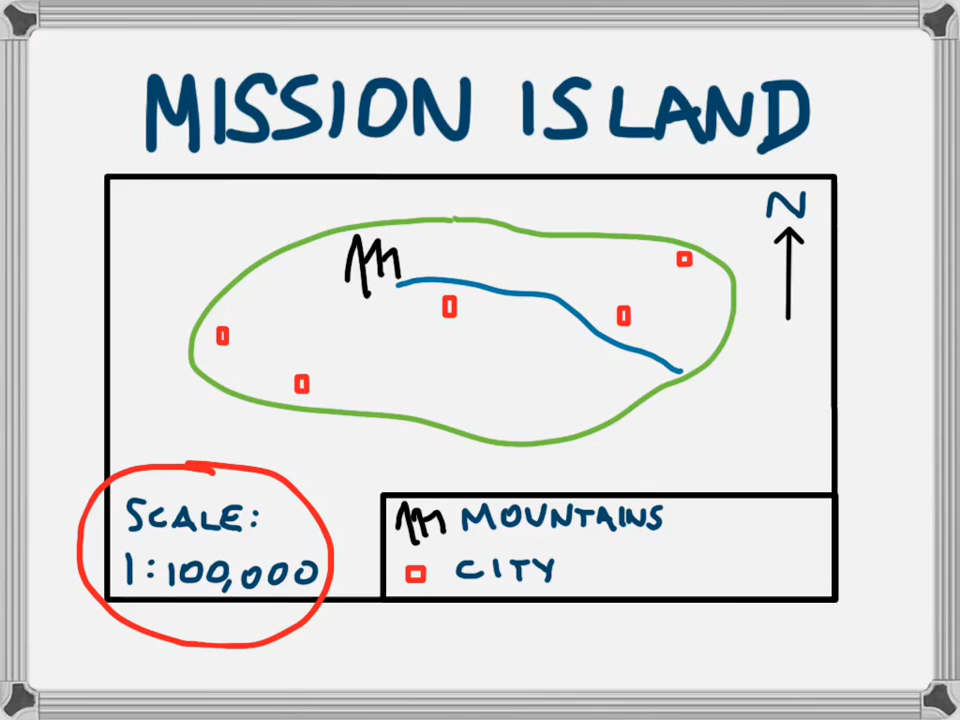 MISSION ISLAND
N
SCALE:
1:100,000
MOUNTAINS
CITY